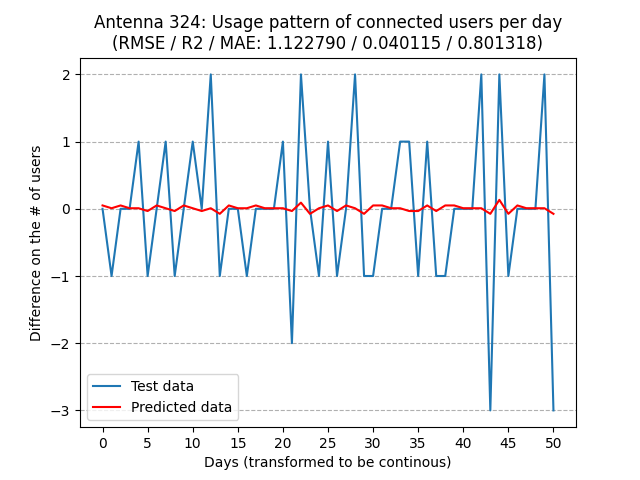 Antenna 324: Usage pattern of connected users per day
(RMSE / R2 / MAE: 1.122790 / 0.040115 / 0.801318)
Difference on the # of users
2
1
0
−1
−2
−3
Test data
Predicted data
0 5 10 15 20 25 30 35 40 45 50
Days (transformed to be continous)